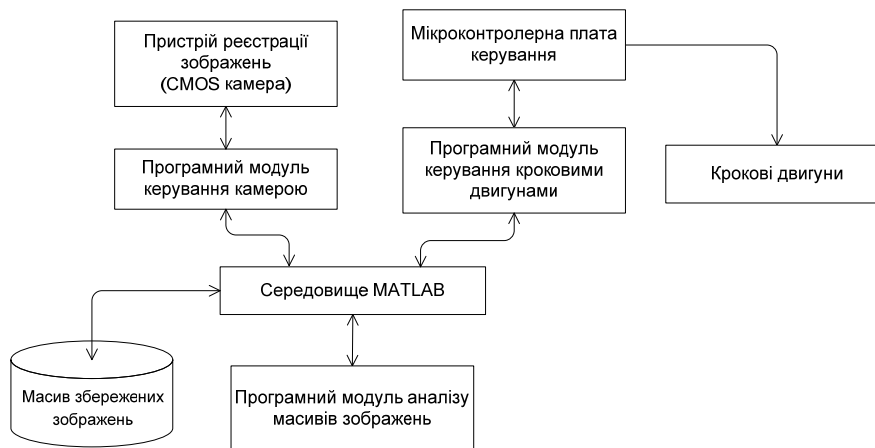 Пристрій реєстрації
зображень
(CMOS камера)
Мікроконтролерна плата
керування
Програмний модуль
керування камерою
Програмний модуль
керування кроковими
двигунами
Крокові двигуни
Середовище MATLAB
Масив збережених
зображень
Програмний модуль аналізу
масивів зображень